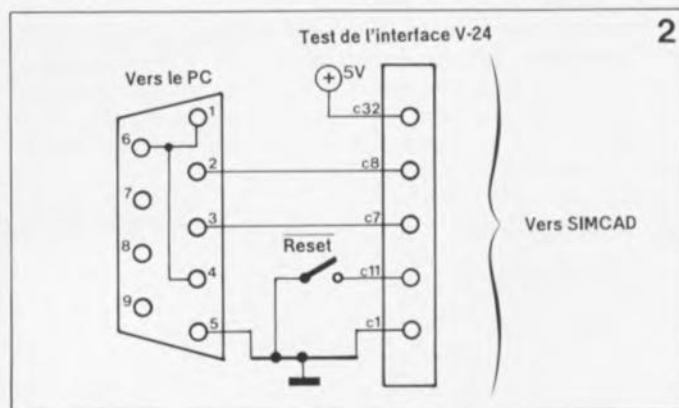 2
Test de l'interface V-24
Vers le PC
5V
1
c32
6
2
c8
7
3
c7
Vers SIMCAD
8
Reset
4
c11
9
5
c1